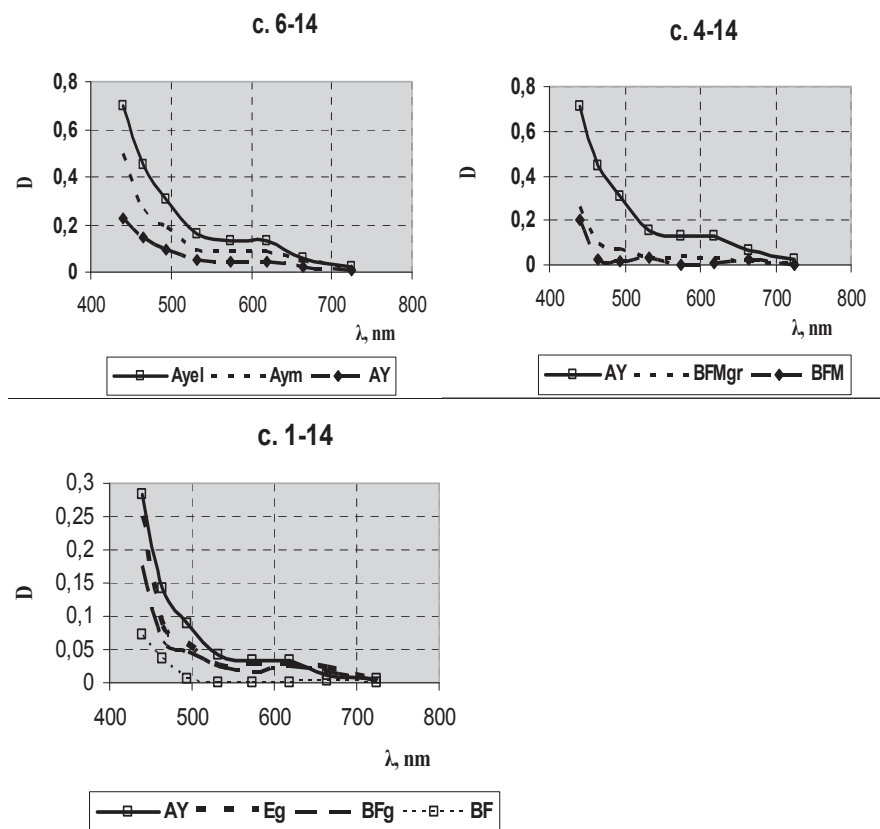 c. 6-14
0,8
0,6
0,4
0,2
0
D
400 500 600 700 800
λ, nm
Ayel Aym AY
c. 4-14
0,8
0,6
0,4
0,2
0
D
400 500 600 700 800
λ, nm
AY BFMgr BFM
c. 1-14
0,3
0,25
0,2
0,15
0,1
0,05
0
D
400 500 600 700 800
λ, nm
AY Eg BFg BF